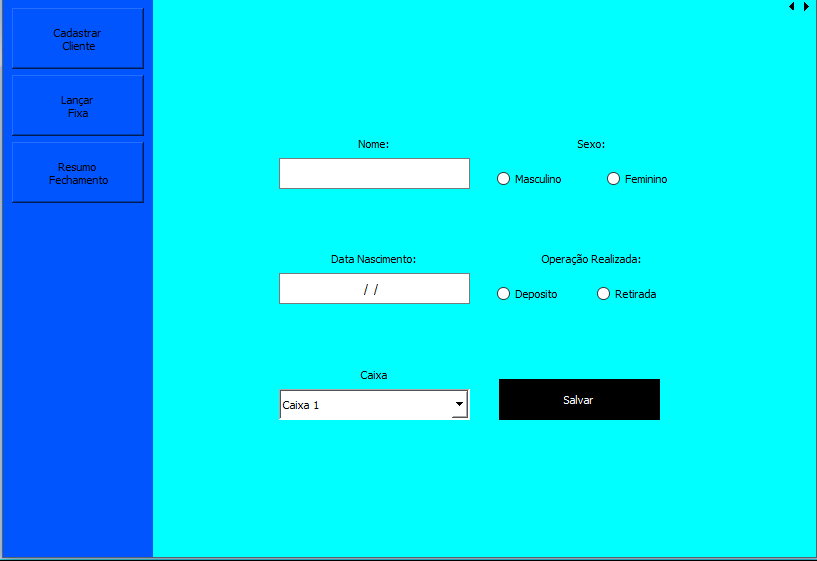 Cadastrar
Cliente
Lançar
Fixa
Resumo
Fechamento
Nome:
Sexo:
Masculino
Feminino
Data Nascimento:
Operação Realizada:
/ /
Deposito
Retirada
Caixa
Caixa 1
Salvar